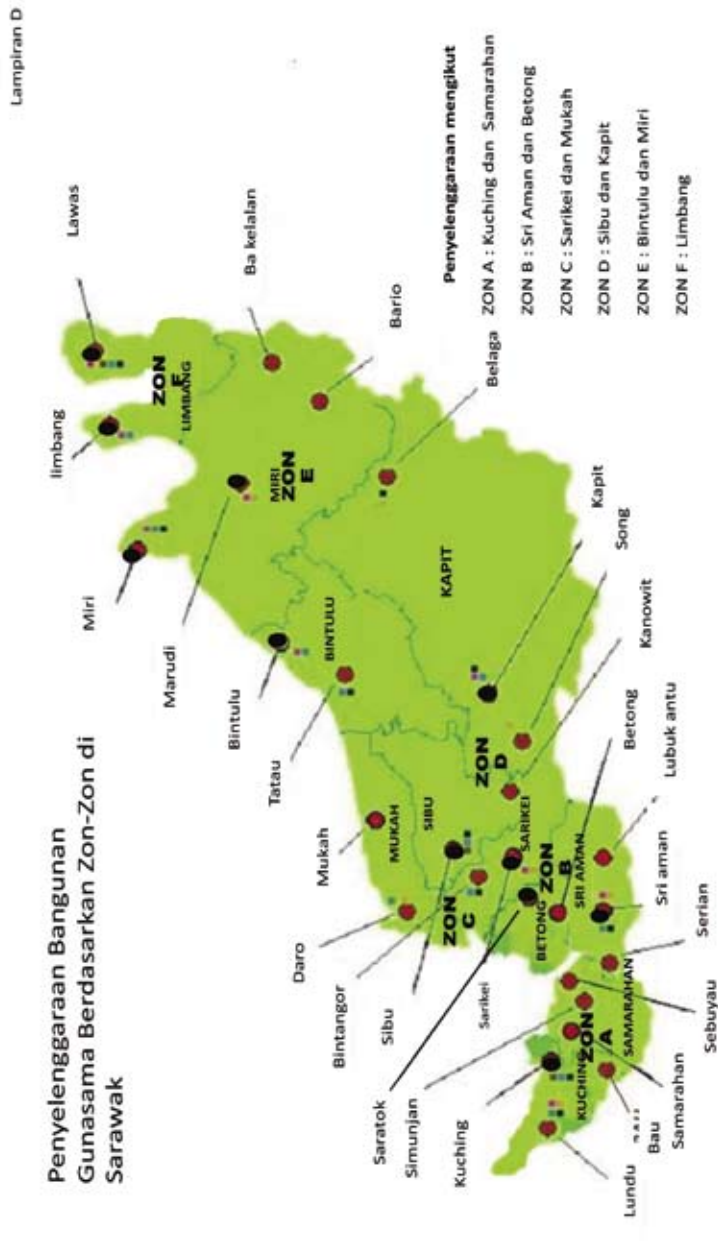 Lampiran D
Penyelenggaraan Bangunan
Gunasama Berdasarkan Zon-Zon di
Sarawak
Lawas
limbang
Ba kelalan
Miri
Bario
Marudi
Belaga
Bintulu
Tatau
Kapit
Song
Mukah
Kanowit
Daro
Betong
Bintangor
Lubuk antu
Sibu
Sarikei
Sri aman
Saratok
Serian
Simunjan
Sebuyau
Kuching
Samarahan
Bau
Lundu
ZON
F
LIMBANG
MIRI
ZON
E
BINTULU
KAPIT
ZON
D
MUKAH
SIBU
ZON
C
SARIKEI
ZON
B
BETONG
SRI AMAN
KUCHING
ZON
A
SAMARAHAN
Penyelenggaraan mengikut
ZON A : Kuching dan Samarahan
ZON B : Sri Aman dan Betong
ZON C : Sarikei dan Mukah
ZON D : Sibu dan Kapit
ZON E : Bintulu dan Miri
ZON F : Limbang